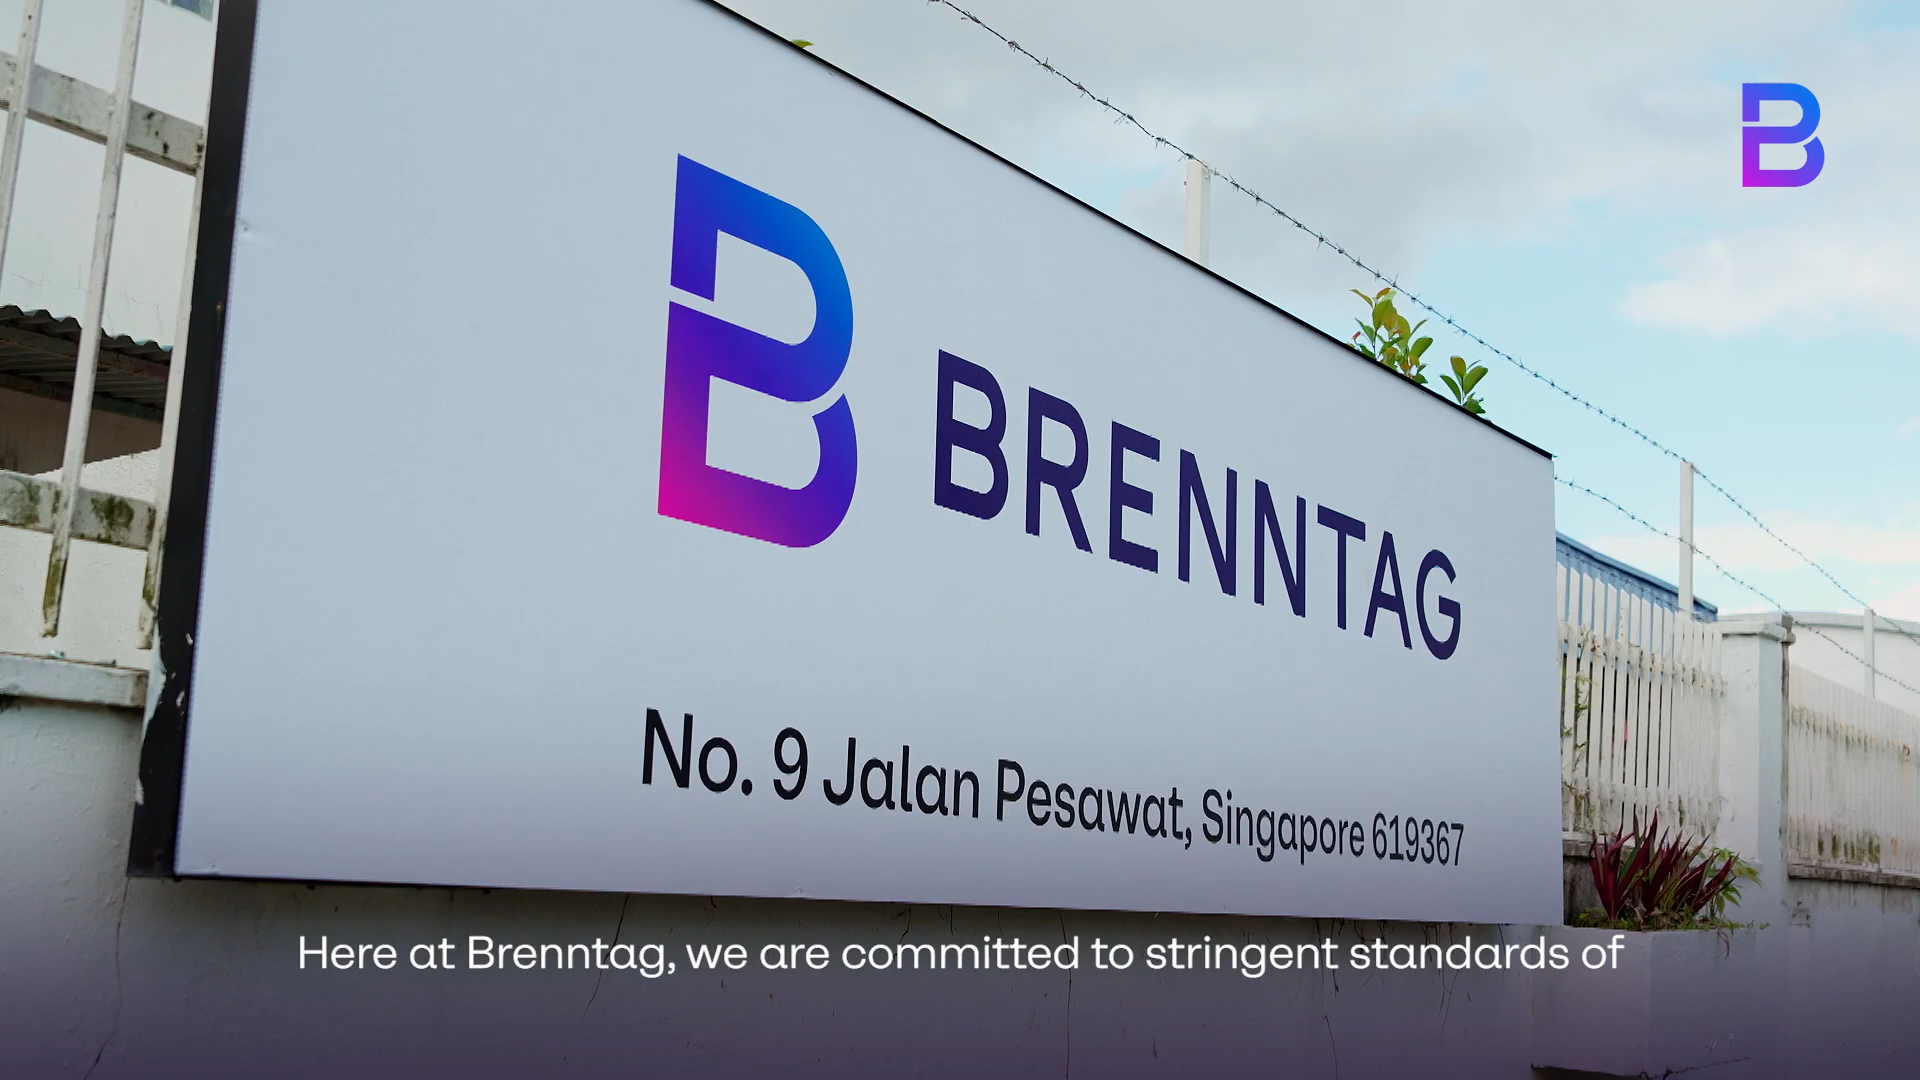 BRENNTAG
No. 9 Jalan Pesawat, Singapore 619367
Here at Brenntag, we are committed to stringent standards of